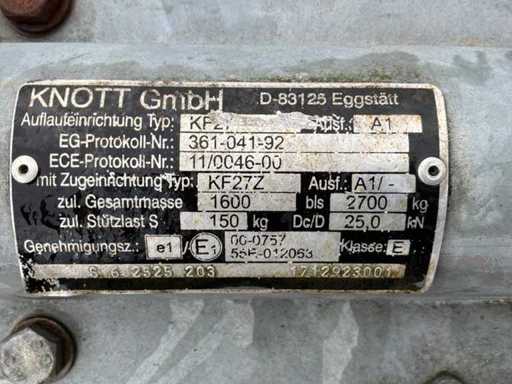 KNOTT GmbH D-83125 Eggstätt
Auflaufeinrichtung Typ: Ausf.: A1
EG-Protokoll-Nr.: 361-041-92
ECE-Protokoll-Nr.: 11/0046-00
mit Zugeinrichtung Typ: KF27Z Ausf.: A1/-
zul. Gesamtmasse 1600 bis 2700 kg
zul. Stützlast S 150 kg Dc/D 25,0 kN
Genehmigungsz.: e1 / E1 00-0757 Klasse: E
55R-012063
2525 203 1712923001